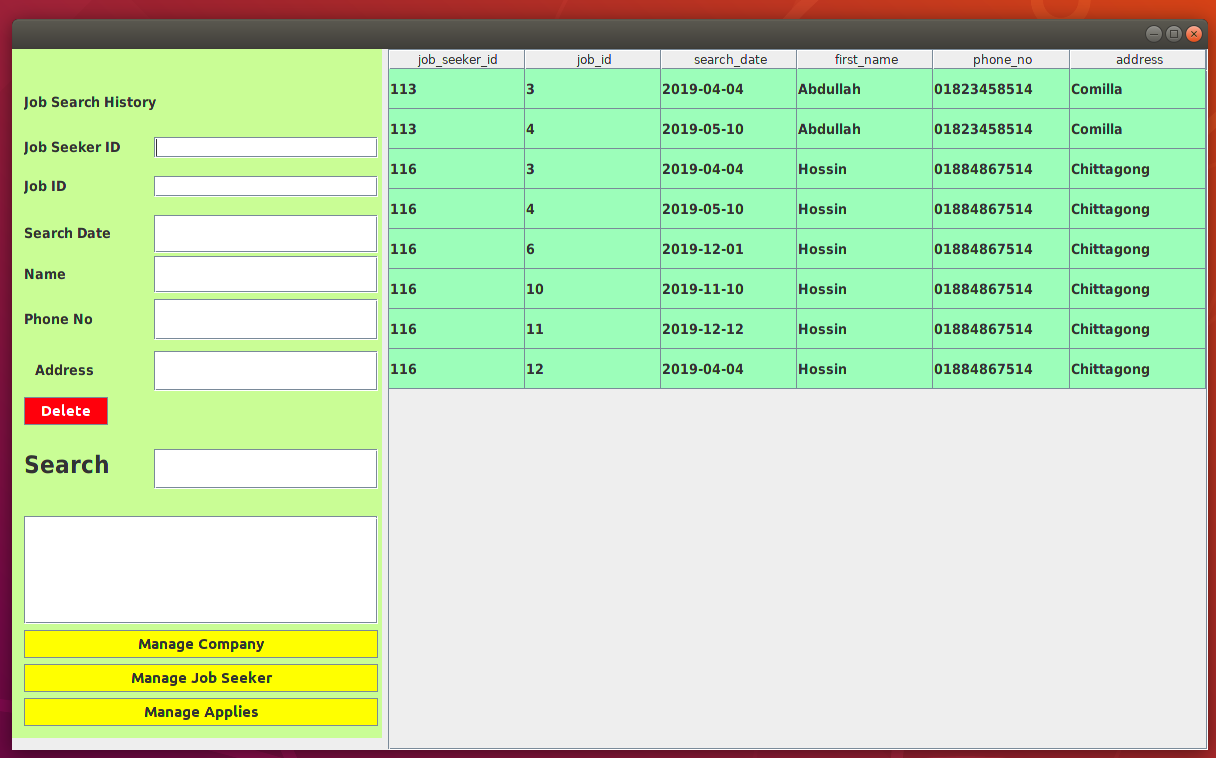 Job Search History
Job Seeker ID
Job ID
Search Date
Name
Phone No
Address
Delete
Search
Manage Company
Manage Job Seeker
Manage Applies
job_seeker_id job_id search_date first_name phone_no address
113 3 2019-04-04 Abdullah 01823458514 Comilla
113 4 2019-05-10 Abdullah 01823458514 Comilla
116 3 2019-04-04 Hossin 01884867514 Chittagong
116 4 2019-05-10 Hossin 01884867514 Chittagong
116 6 2019-12-01 Hossin 01884867514 Chittagong
116 10 2019-11-10 Hossin 01884867514 Chittagong
116 11 2019-12-12 Hossin 01884867514 Chittagong
116 12 2019-04-04 Hossin 01884867514 Chittagong